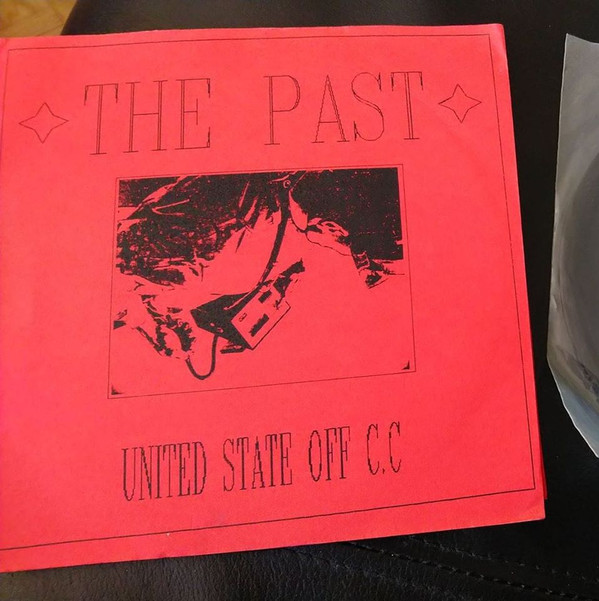 THE PAST
UNITED STATE OFF C.C